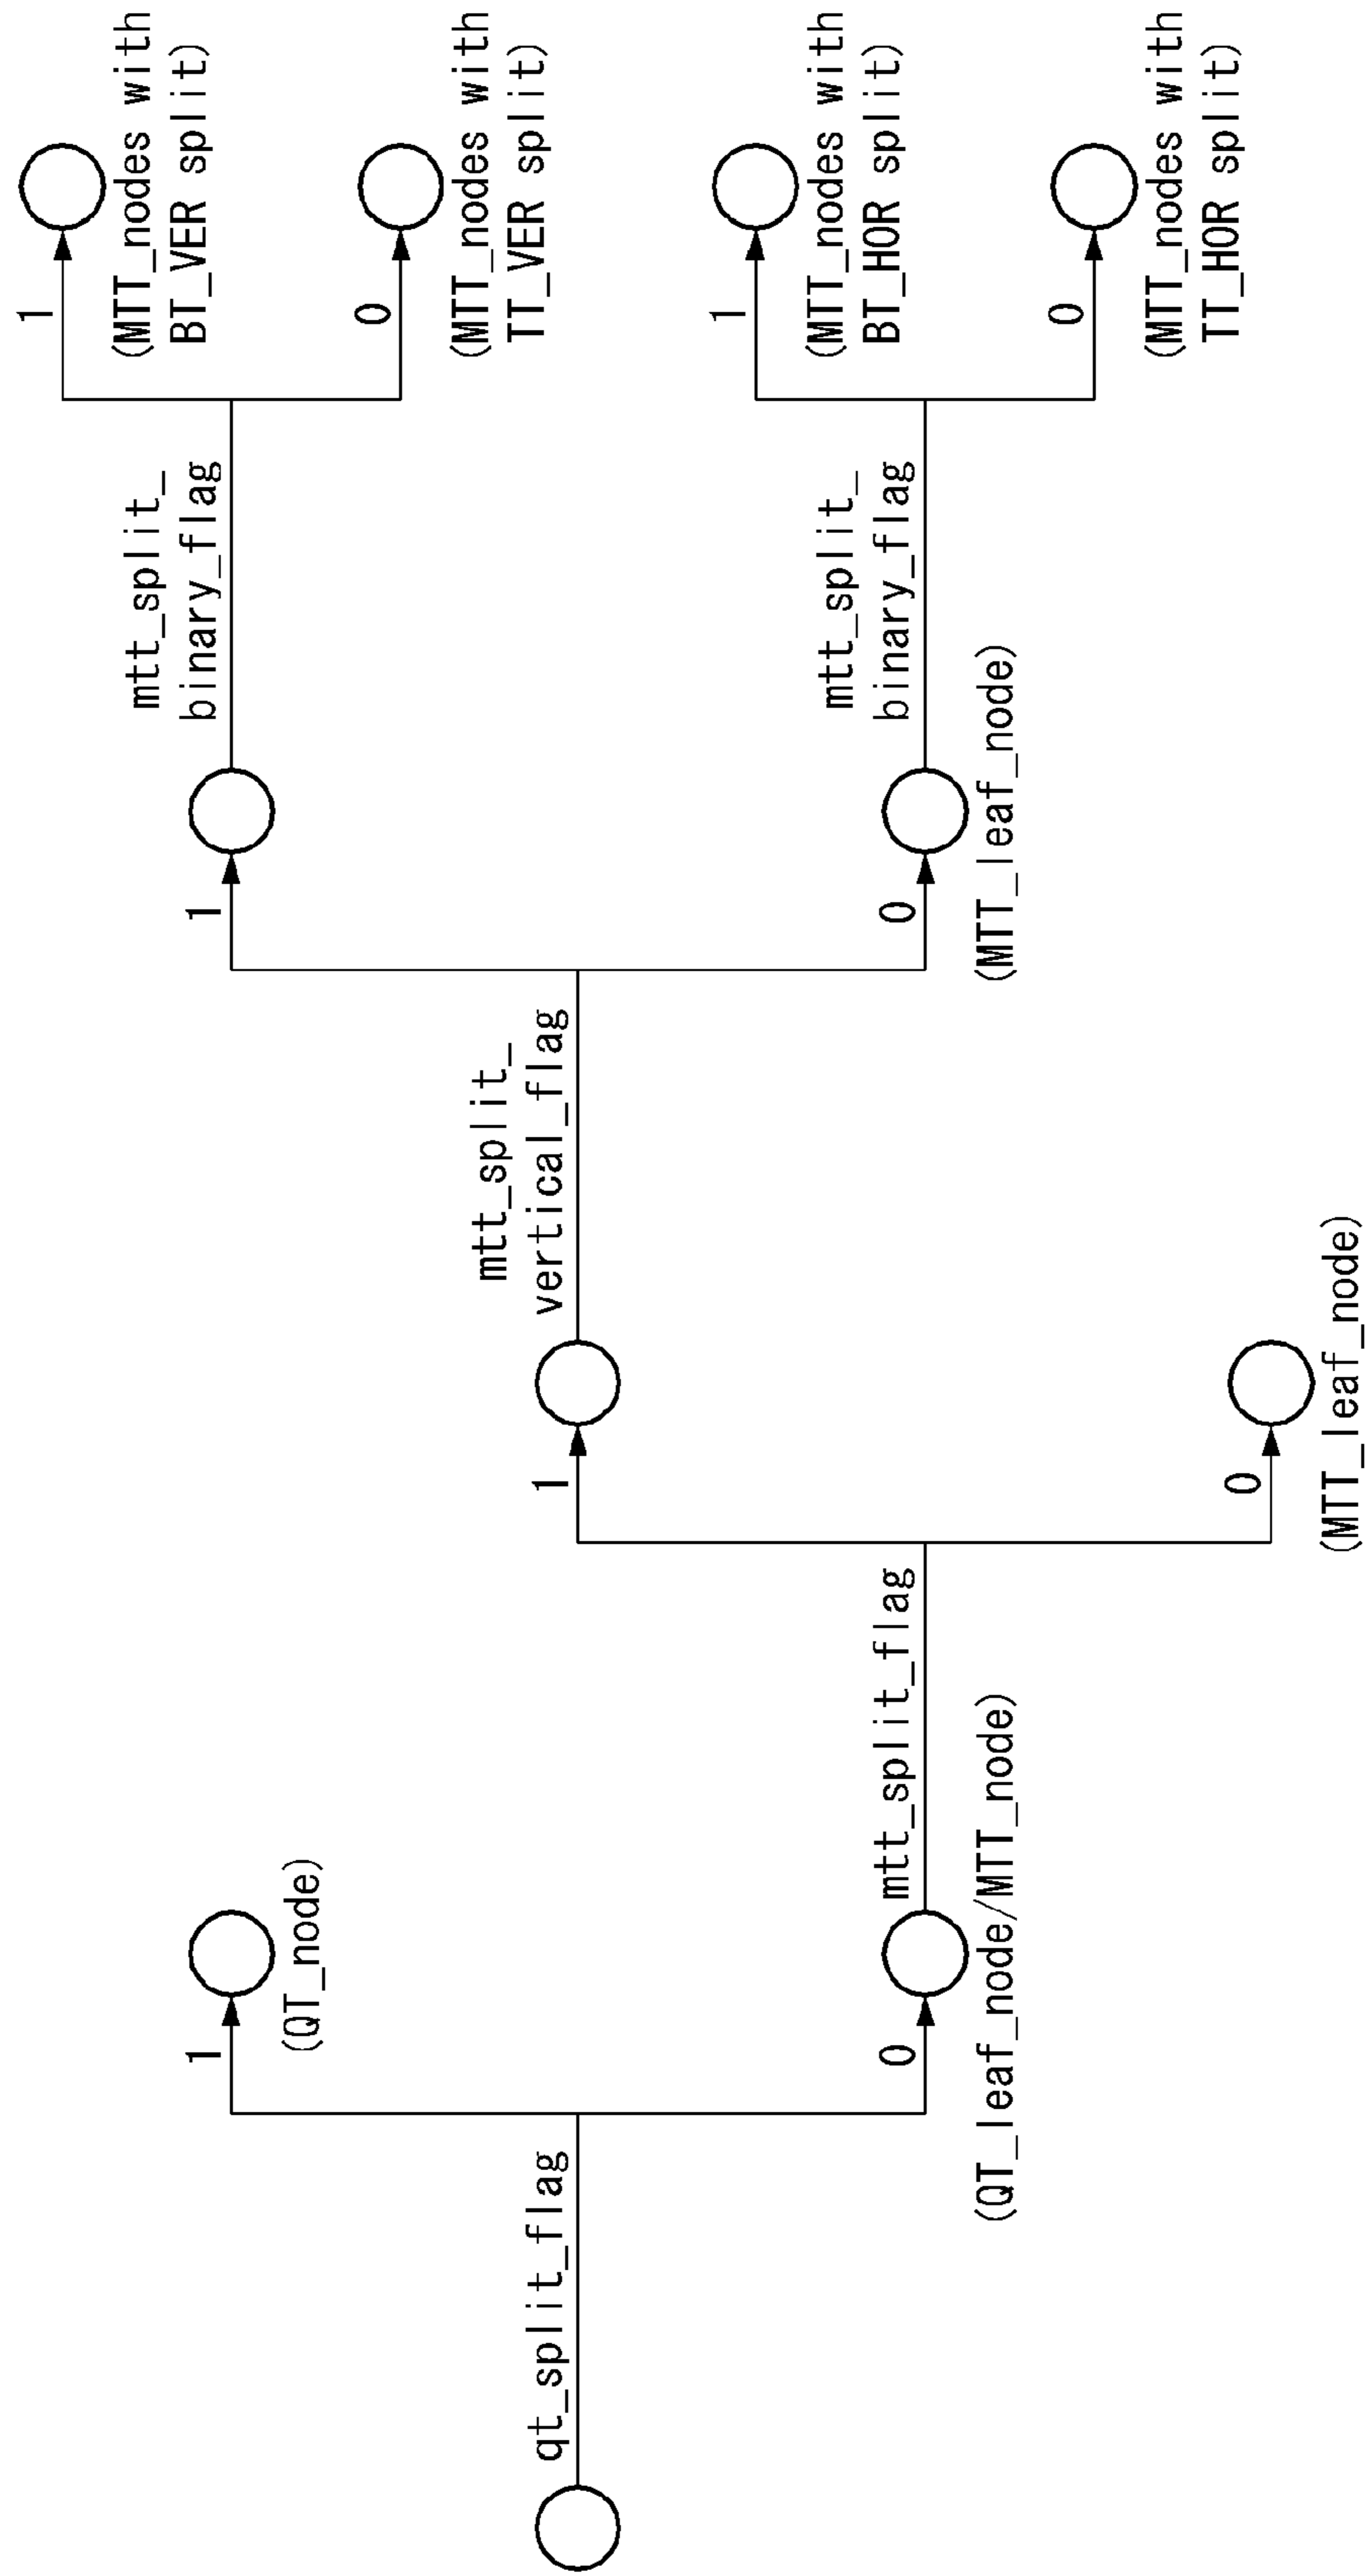 qt_split_flag
1
(QT_node)
0
(QT_leaf_node/MTT_node)
mtt_split_flag
1
0
(MTT_leaf_node)
mtt_split_
vertical_flag
1
0
(MTT_leaf_node)
mtt_split_
binary_flag
1
(MTT_nodes with
BT_VER split)
0
(MTT_nodes with
TT_VER split)
mtt_split_
binary_flag
1
(MTT_nodes with
BT_HOR split)
0
(MTT_nodes with
TT_HOR split)